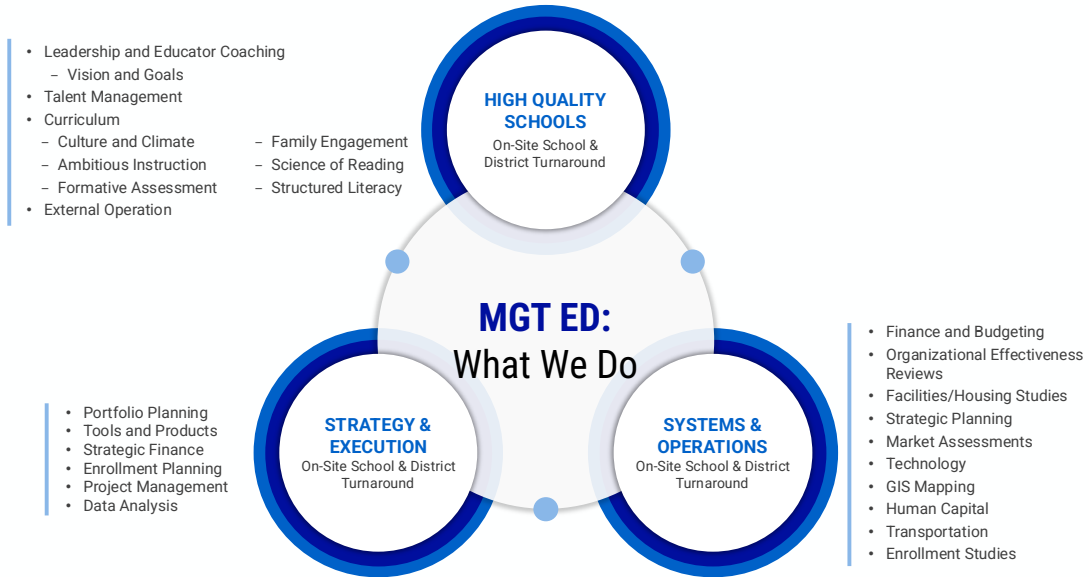 • Leadership and Educator Coaching
– Vision and Goals
• Talent Management
• Curriculum
– Culture and Climate
– Ambitious Instruction
– Formative Assessment
– Family Engagement
– Science of Reading
– Structured Literacy
• External Operation
HIGH QUALITY
SCHOOLS
On-Site School &
District Turnaround
MGT ED:
What We Do
• Portfolio Planning
• Tools and Products
• Strategic Finance
• Enrollment Planning
• Project Management
• Data Analysis
STRATEGY &
EXECUTION
On-Site School & District
Turnaround
SYSTEMS &
OPERATIONS
On-Site School & District
Turnaround
• Finance and Budgeting
• Organizational Effectiveness
Reviews
• Facilities/Housing Studies
• Strategic Planning
• Market Assessments
• Technology
• GIS Mapping
• Human Capital
• Transportation
• Enrollment Studies